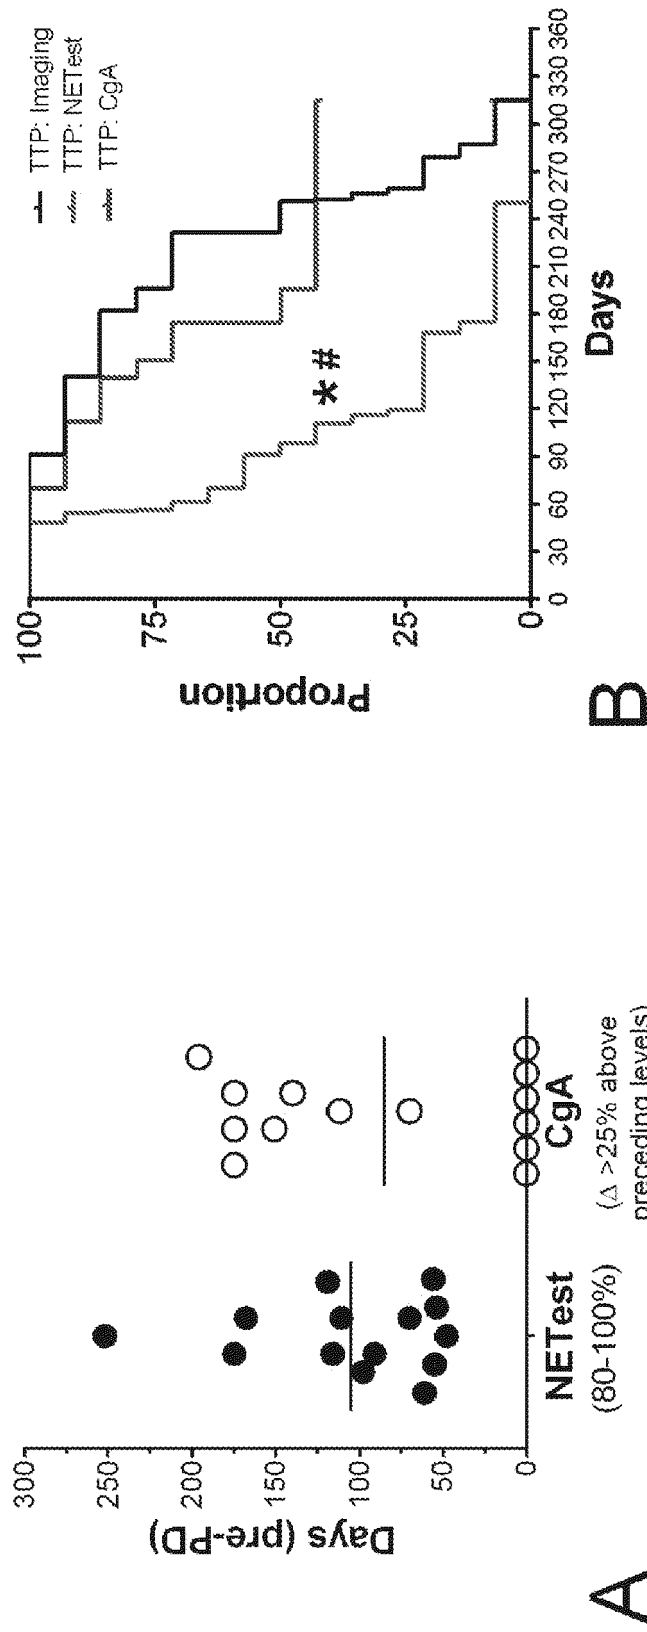 300
250
200
150
100
50
0
Days (pre-PD)
NETest
(80-100%)
CgA
(Δ >25% above
preceding levels)
A
TTP: Imaging
TTP: NETest
TTP: CgA
100
75
50
25
0
Proportion
* #
0 30 60 90 120 150 180 210 240 270 300 330 360
Days
B